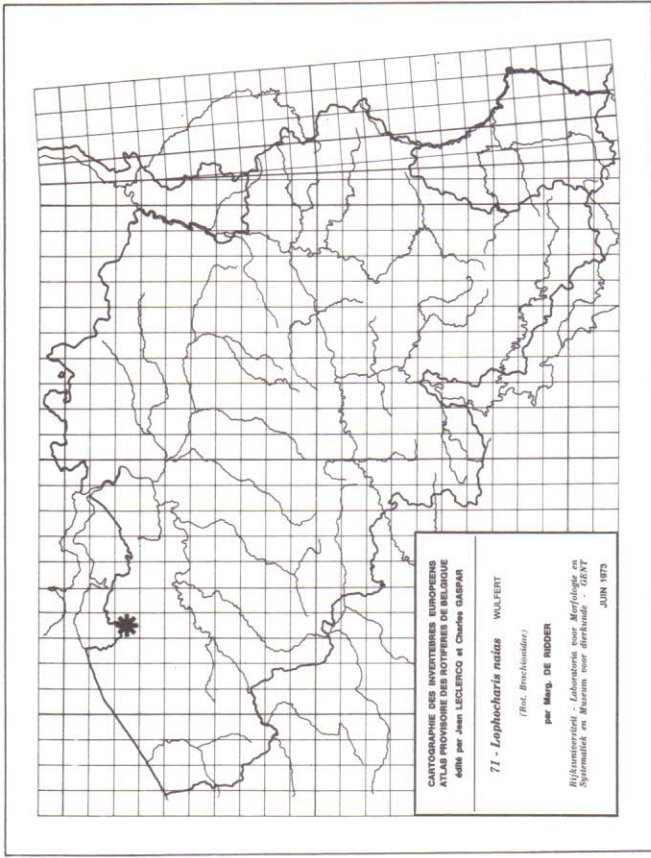 CARTOGRAPHIE DES INVERTEBRES EUROPEENS
ATLAS PROVISOIRE DES ROTIFERES DE BELGIQUE
édité par Jean LECLERCQ et Charles GASPAR
71 - Lophocharis naias WULFERT
(Rot. Brachionidae)
par Marg. DE RIDDER
Rijksuniversiteit - Laboratoria voor Morfologie en
Systematiek en Museum voor dierkunde - GENT
JUIN 1973